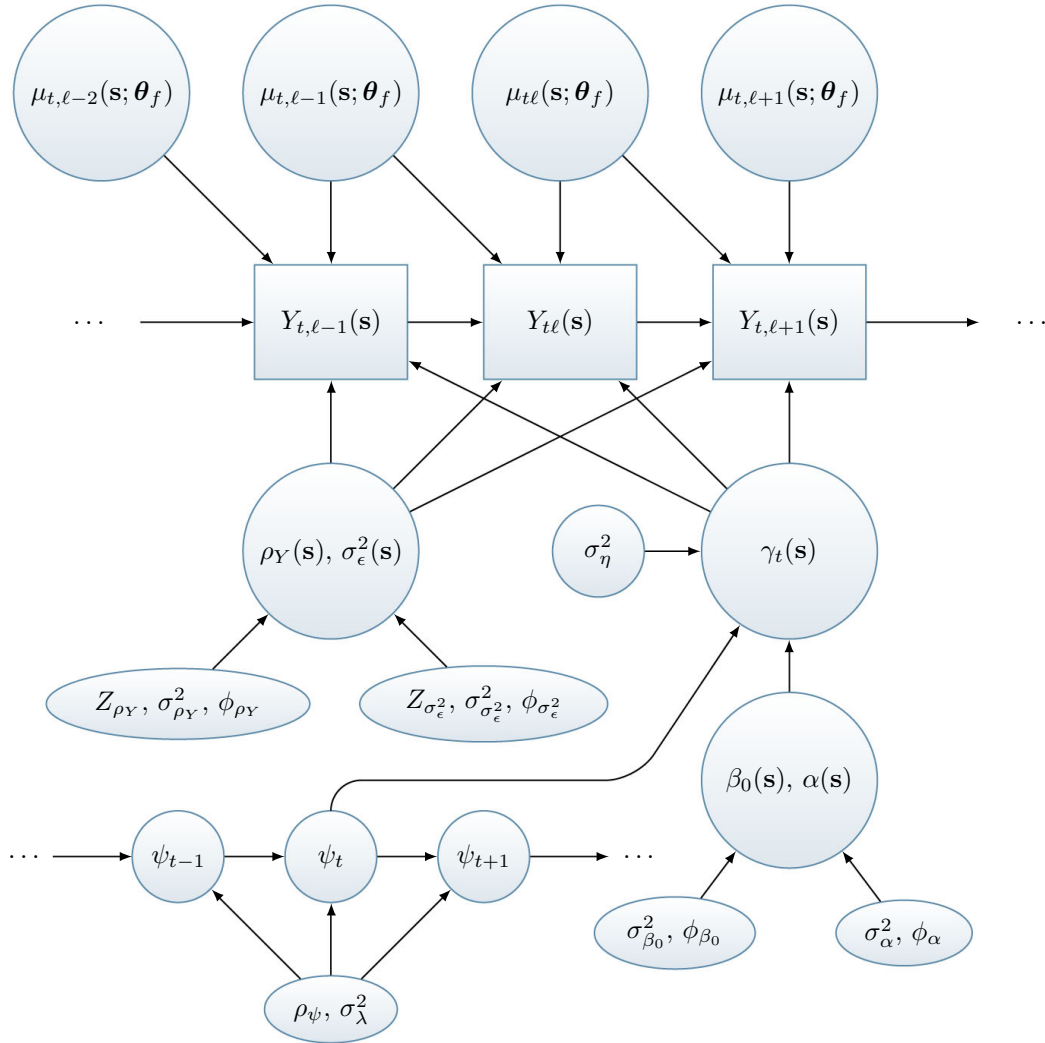 μ_{t,ℓ−2}(𝐬; 𝜽_f) μ_{t,ℓ−1}(𝐬; 𝜽_f) μ_{tℓ}(𝐬; 𝜽_f) μ_{t,ℓ+1}(𝐬; 𝜽_f)
⋯ Y_{t,ℓ−1}(𝐬) Y_{tℓ}(𝐬) Y_{t,ℓ+1}(𝐬) ⋯
ρ_Y(𝐬), σ²_ϵ(𝐬) σ²_η γ_t(𝐬)
Z_{ρ_Y}, σ²_{ρ_Y}, ϕ_{ρ_Y} Z_{σ²_ϵ}, σ²_{σ²_ϵ}, ϕ_{σ²_ϵ}
β_0(𝐬), α(𝐬)
⋯ ψ_{t−1} ψ_t ψ_{t+1} ⋯
σ²_{β_0}, ϕ_{β_0} σ²_α, ϕ_α
ρ_ψ, σ²_λ